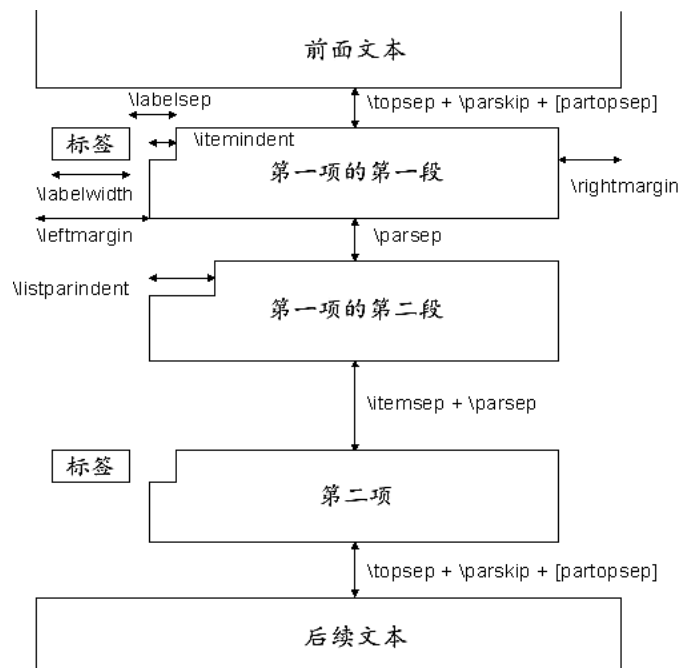 前面文本
\labelsep
\topsep + \parskip + [partopsep]
标签
\itemindent
第一项的第一段
\labelwidth
\rightmargin
\leftmargin
\parsep
\listparindent
第一项的第二段
\itemsep + \parsep
标签
第二项
\topsep + \parskip + [partopsep]
后续文本